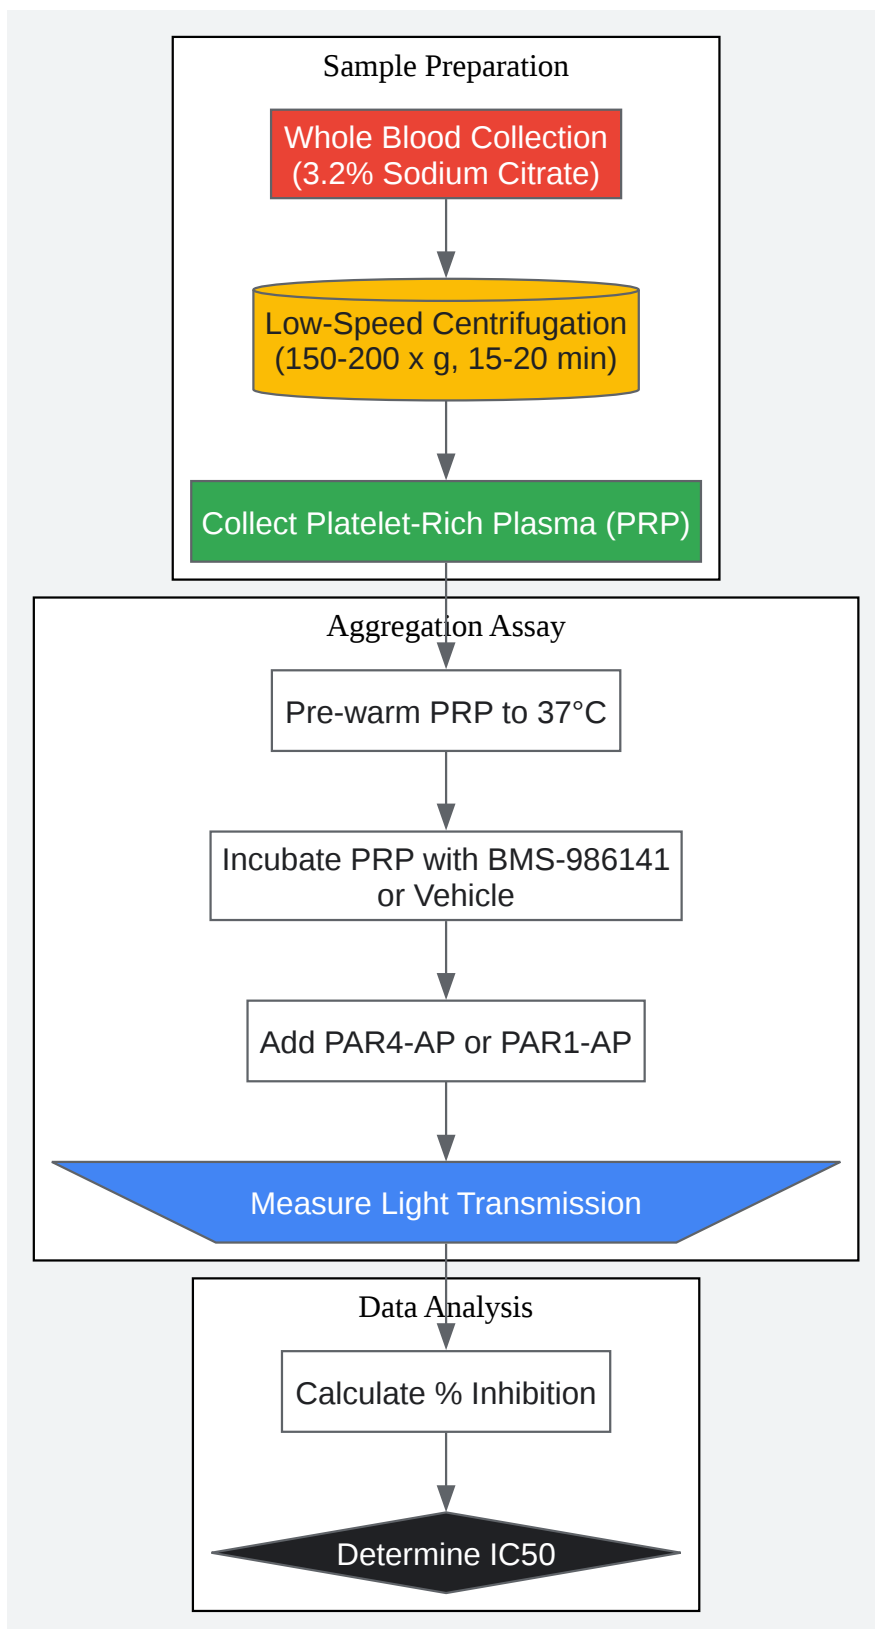 Sample Preparation
Whole Blood Collection
(3.2% Sodium Citrate)
Low-Speed Centrifugation
(150-200 x g, 15-20 min)
Collect Platelet-Rich Plasma (PRP)
Aggregation Assay
Pre-warm PRP to 37°C
Incubate PRP with BMS-986141
or Vehicle
Add PAR4-AP or PAR1-AP
Measure Light Transmission
Data Analysis
Calculate % Inhibition
Determine IC50